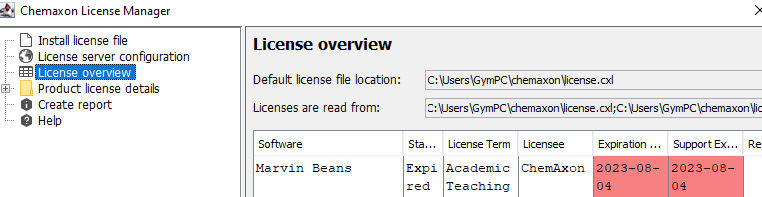 Chemaxon License Manager
Install license file
License server configuration
License overview
Product license details
Create report
Help
License overview
Default license file location: C:\Users\GymPC\chemaxon\license.cxl
Licenses are read from: C:\Users\GymPC\chemaxon\license.cxl;C:\Users\GymPC\chemaxon\lic
Software Sta... License Term Licensee Expiration ... Support Ex... Re
Marvin Beans Expi Academic ChemAxon 2023-08- 2023-08-
red Teaching 04 04